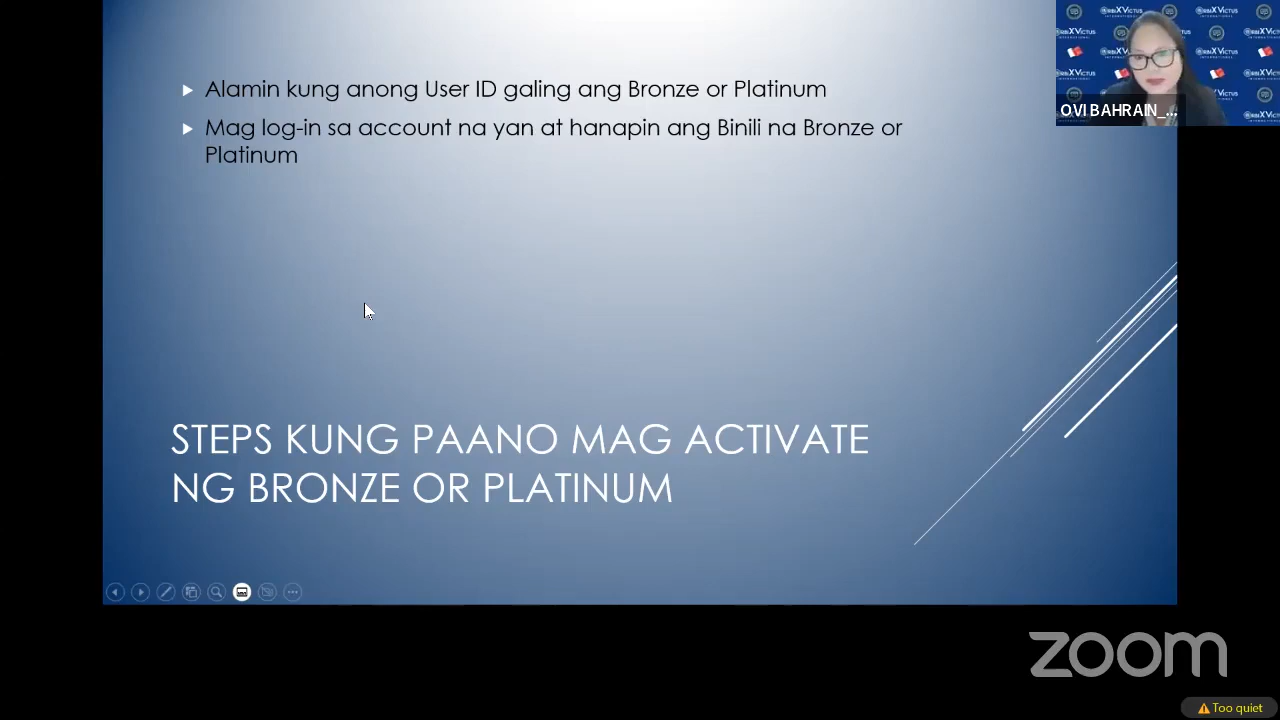 Alamin kung anong User ID galing ang Bronze or Platinum
Mag log-in sa account na yan at hanapin ang Binili na Bronze or
Platinum
STEPS KUNG PAANO MAG ACTIVATE
NG BRONZE OR PLATINUM
OVI BAHRAIN_...
zoom
Too quiet